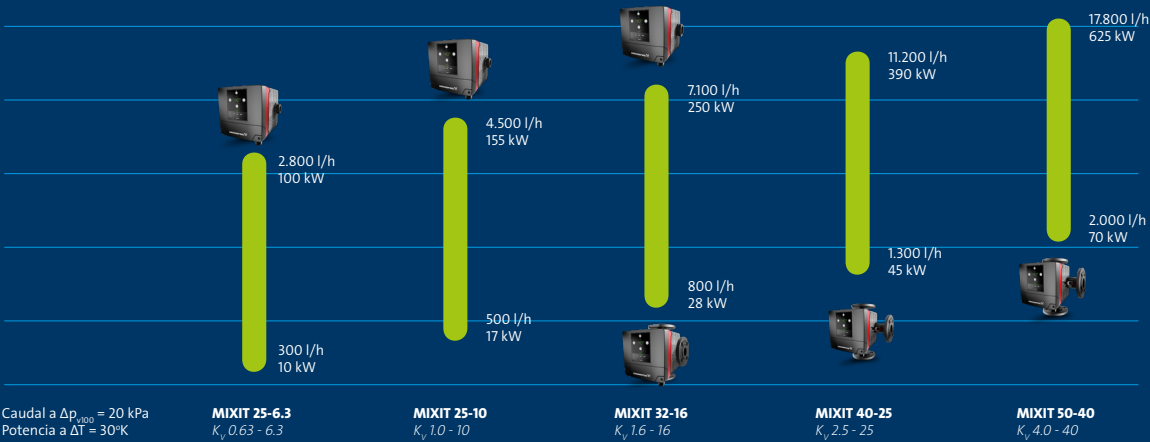 17.800 l/h
625 kW
11.200 l/h
390 kW
7.100 l/h
250 kW
4.500 l/h
155 kW
2.800 l/h
100 kW
2.000 l/h
70 kW
1.300 l/h
45 kW
800 l/h
28 kW
500 l/h
17 kW
300 l/h
10 kW
Caudal a Δpv100 = 20 kPa
Potencia a ΔT = 30ºK
MIXIT 25-6.3
Kv 0.63 - 6.3
MIXIT 25-10
Kv 1.0 - 10
MIXIT 32-16
Kv 1.6 - 16
MIXIT 40-25
Kv 2.5 - 25
MIXIT 50-40
Kv 4.0 - 40